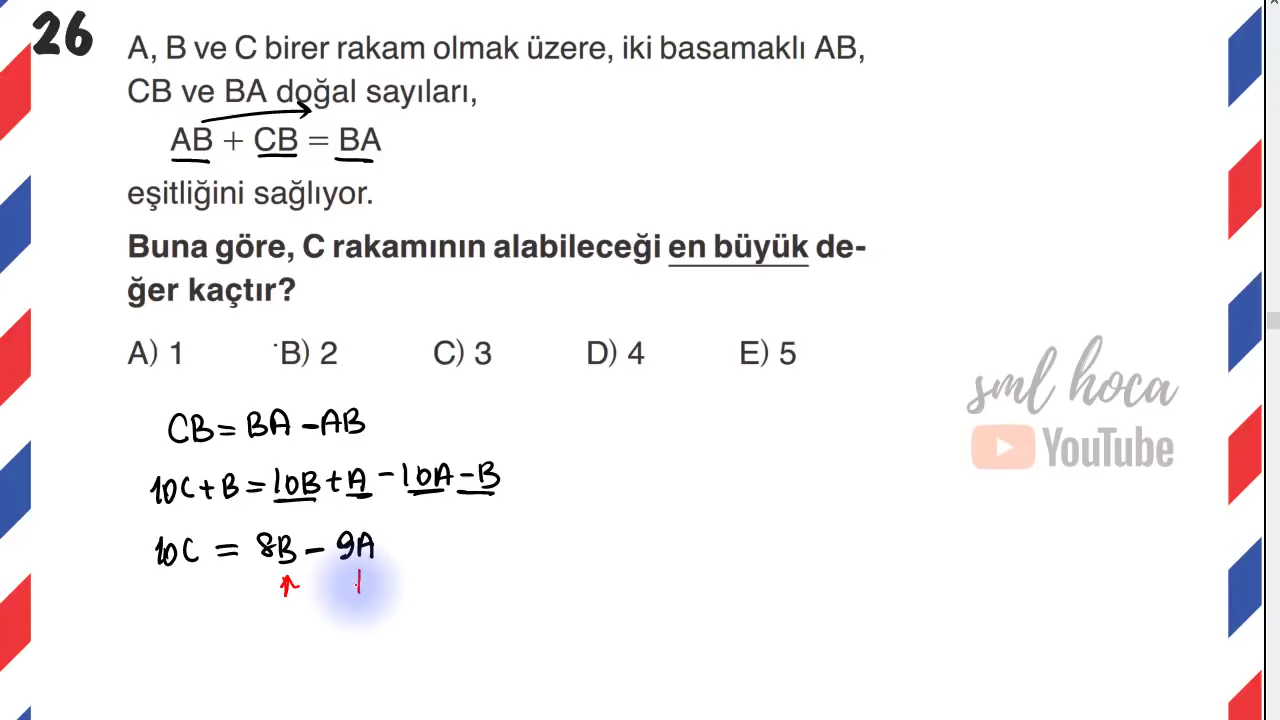 26
A, B ve C birer rakam olmak üzere, iki basamaklı AB,
CB ve BA doğal sayıları,
AB + CB = BA
eşitliğini sağlıyor.
Buna göre, C rakamının alabileceği en büyük de-
ğer kaçtır?
A) 1 B) 2 C) 3 D) 4 E) 5
CB = BA - AB
10C + B = 10B + A - 10A - B
10C = 8B - 9A
sml hoca
YouTube